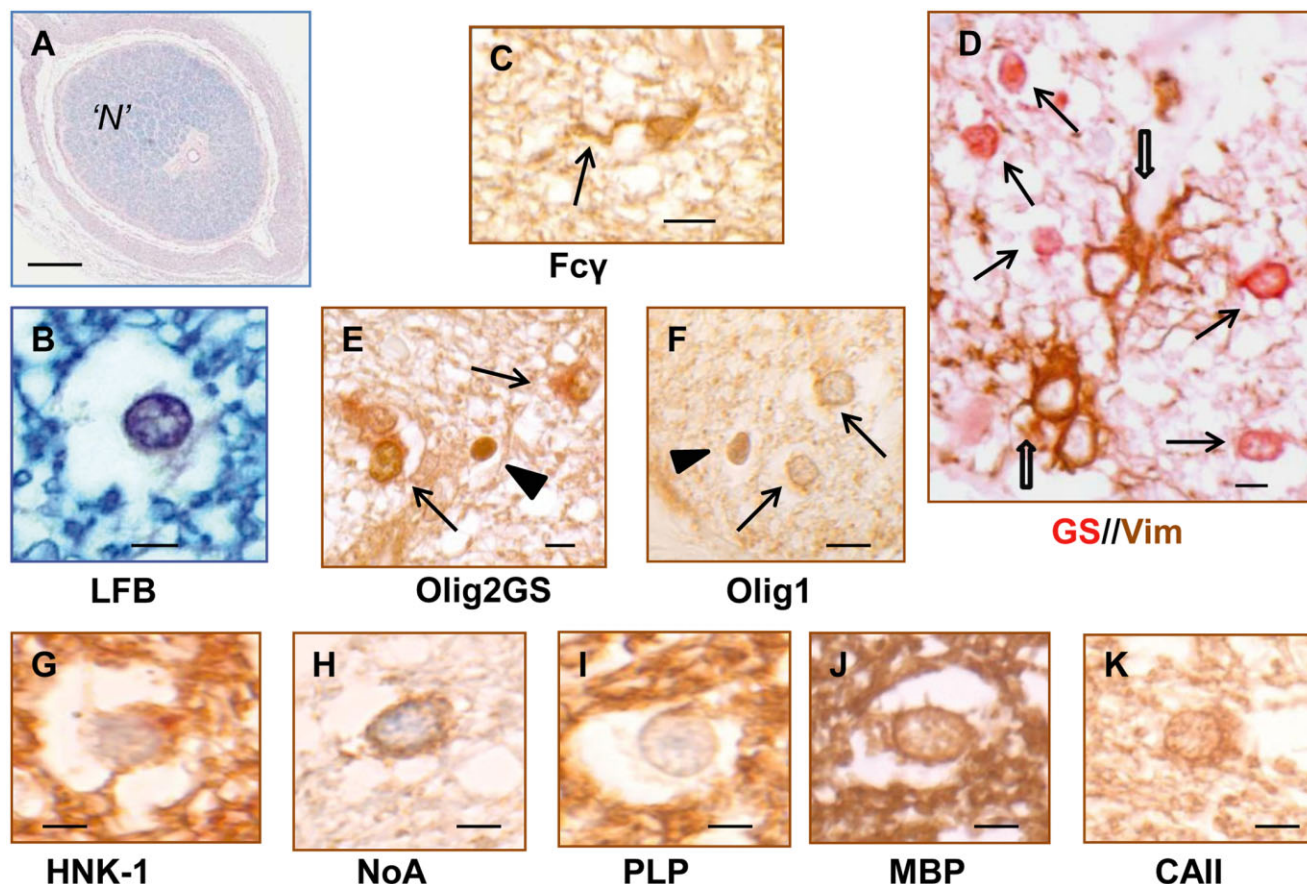 A
'N'
C
Fcγ
D
GS//Vim
B
LFB
E
Olig2GS
F
Olig1
G
HNK-1
H
NoA
I
PLP
J
MBP
K
CAII